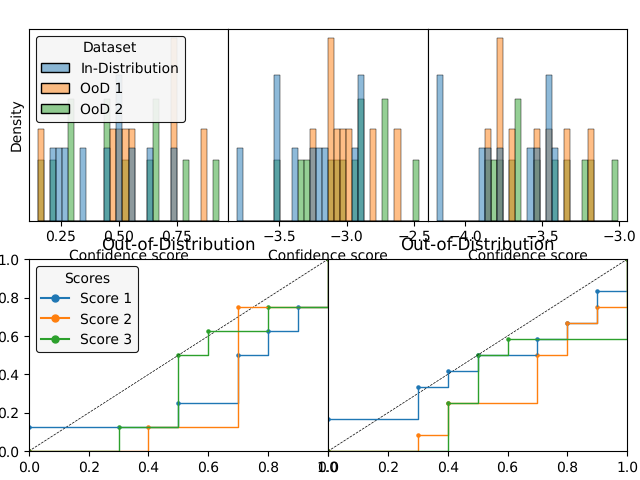 Dataset
In-Distribution
OoD 1
OoD 2
Density
0.25 0.50 0.75 −3.5 −3.0 −2.5 −4.0 −3.5 −3.0
Confidence score Confidence score Confidence score
Out-of-Distribution Out-of-Distribution
Scores
Score 1
Score 2
Score 3
1.0
0.8
0.6
0.4
0.2
0.0
0.0 0.2 0.4 0.6 0.8 1.0 0.0 0.2 0.4 0.6 0.8 1.0